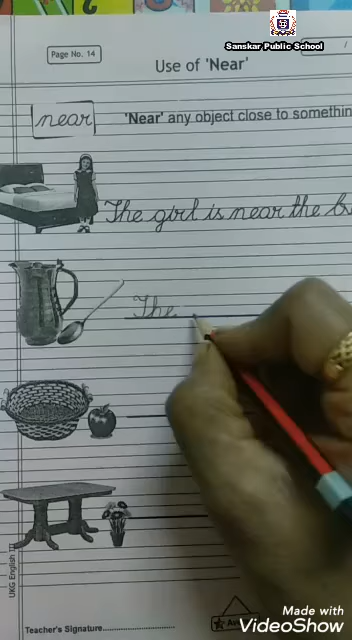 Sanskar Public School
Page No. 14
Use of 'Near'
near
'Near' any object close to somethin
The girl is near the be
The
UKG English
Teacher's Signature
Made with
VideoShow